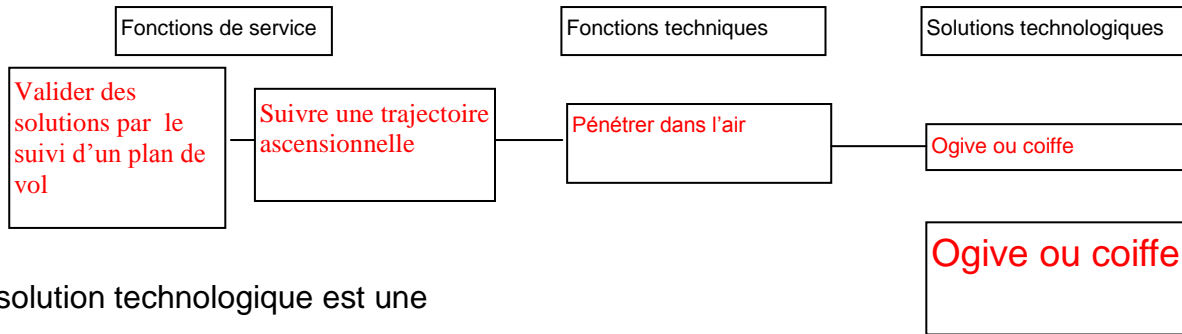 Fonctions de service
Fonctions techniques
Solutions technologiques
Valider des
solutions par le
suivi d'un plan de
vol
Suivre une trajectoire
ascensionnelle
Pénétrer dans l'air
Ogive ou coiffe
Ogive ou coiffe
solution technologique est une